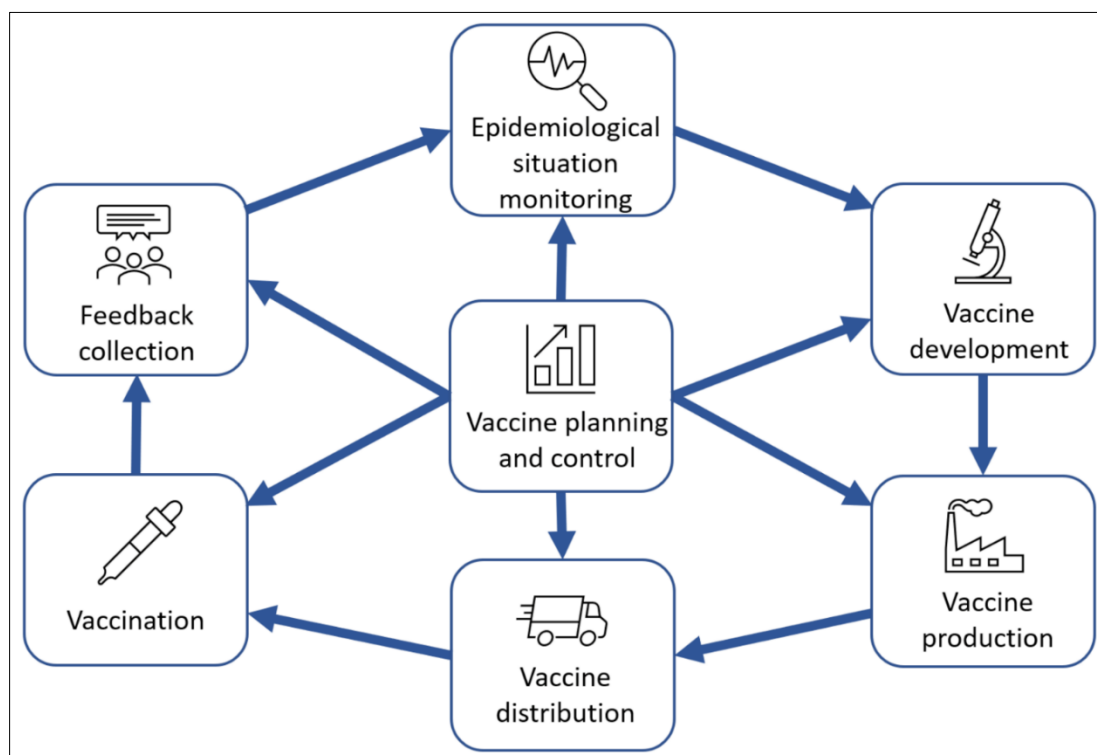 Epidemiological
situation
monitoring
Feedback
collection
Vaccine
development
Vaccine planning
and control
Vaccination
Vaccine
production
Vaccine
distribution